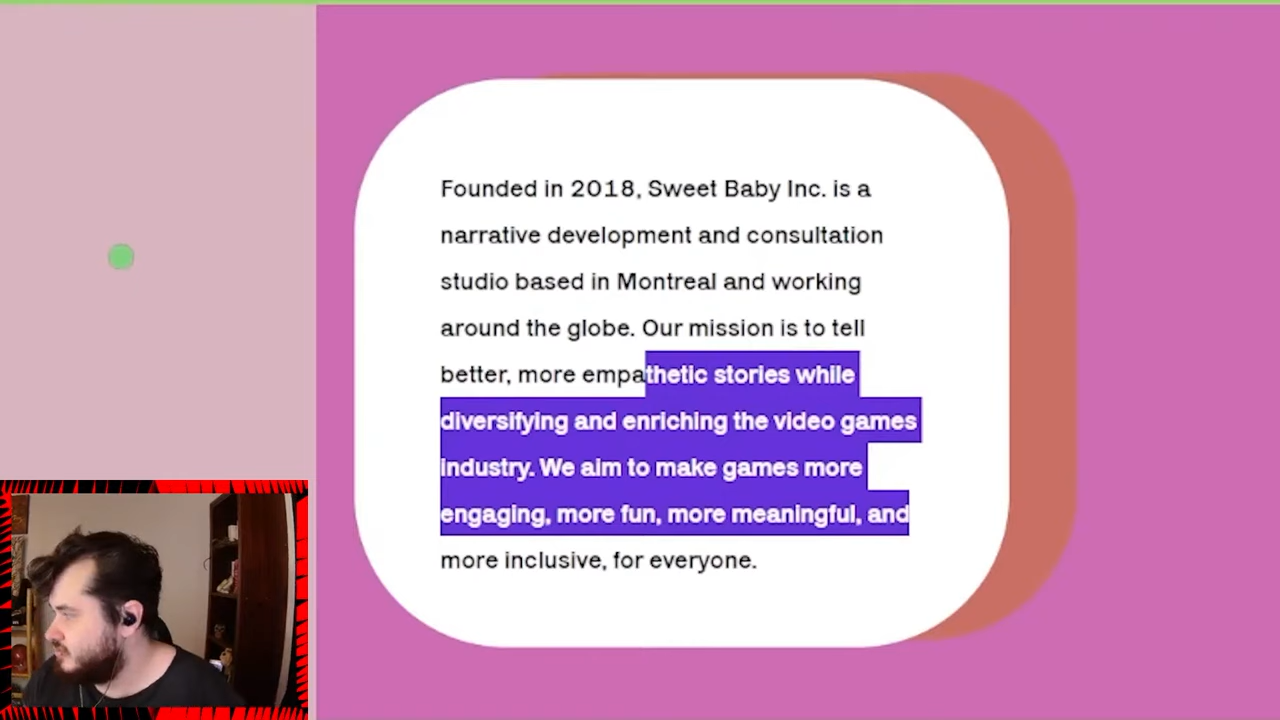 Founded in 2018, Sweet Baby Inc. is a
narrative development and consultation
studio based in Montreal and working
around the globe. Our mission is to tell
better, more empathetic stories while
diversifying and enriching the video games
industry. We aim to make games more
engaging, more fun, more meaningful, and
more inclusive, for everyone.